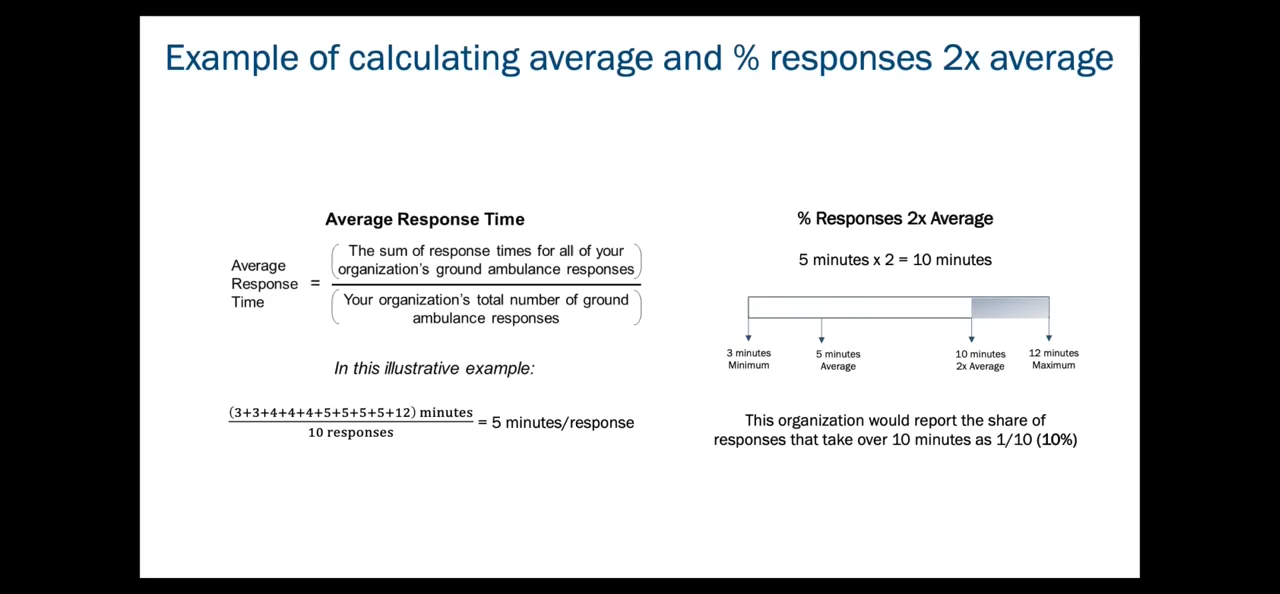 Example of calculating average and % responses 2x average
Average Response Time
Average
Response
Time
=
The sum of response times for all of your
organization's ground ambulance responses
Your organization's total number of ground
ambulance responses
In this illustrative example:
(3+3+4+4+4+5+5+5+5+12) minutes
10 responses
= 5 minutes/response
% Responses 2x Average
5 minutes x 2 = 10 minutes
3 minutes
Minimum
5 minutes
Average
10 minutes
2x Average
12 minutes
Maximum
This organization would report the share of
responses that take over 10 minutes as 1/10 (10%)